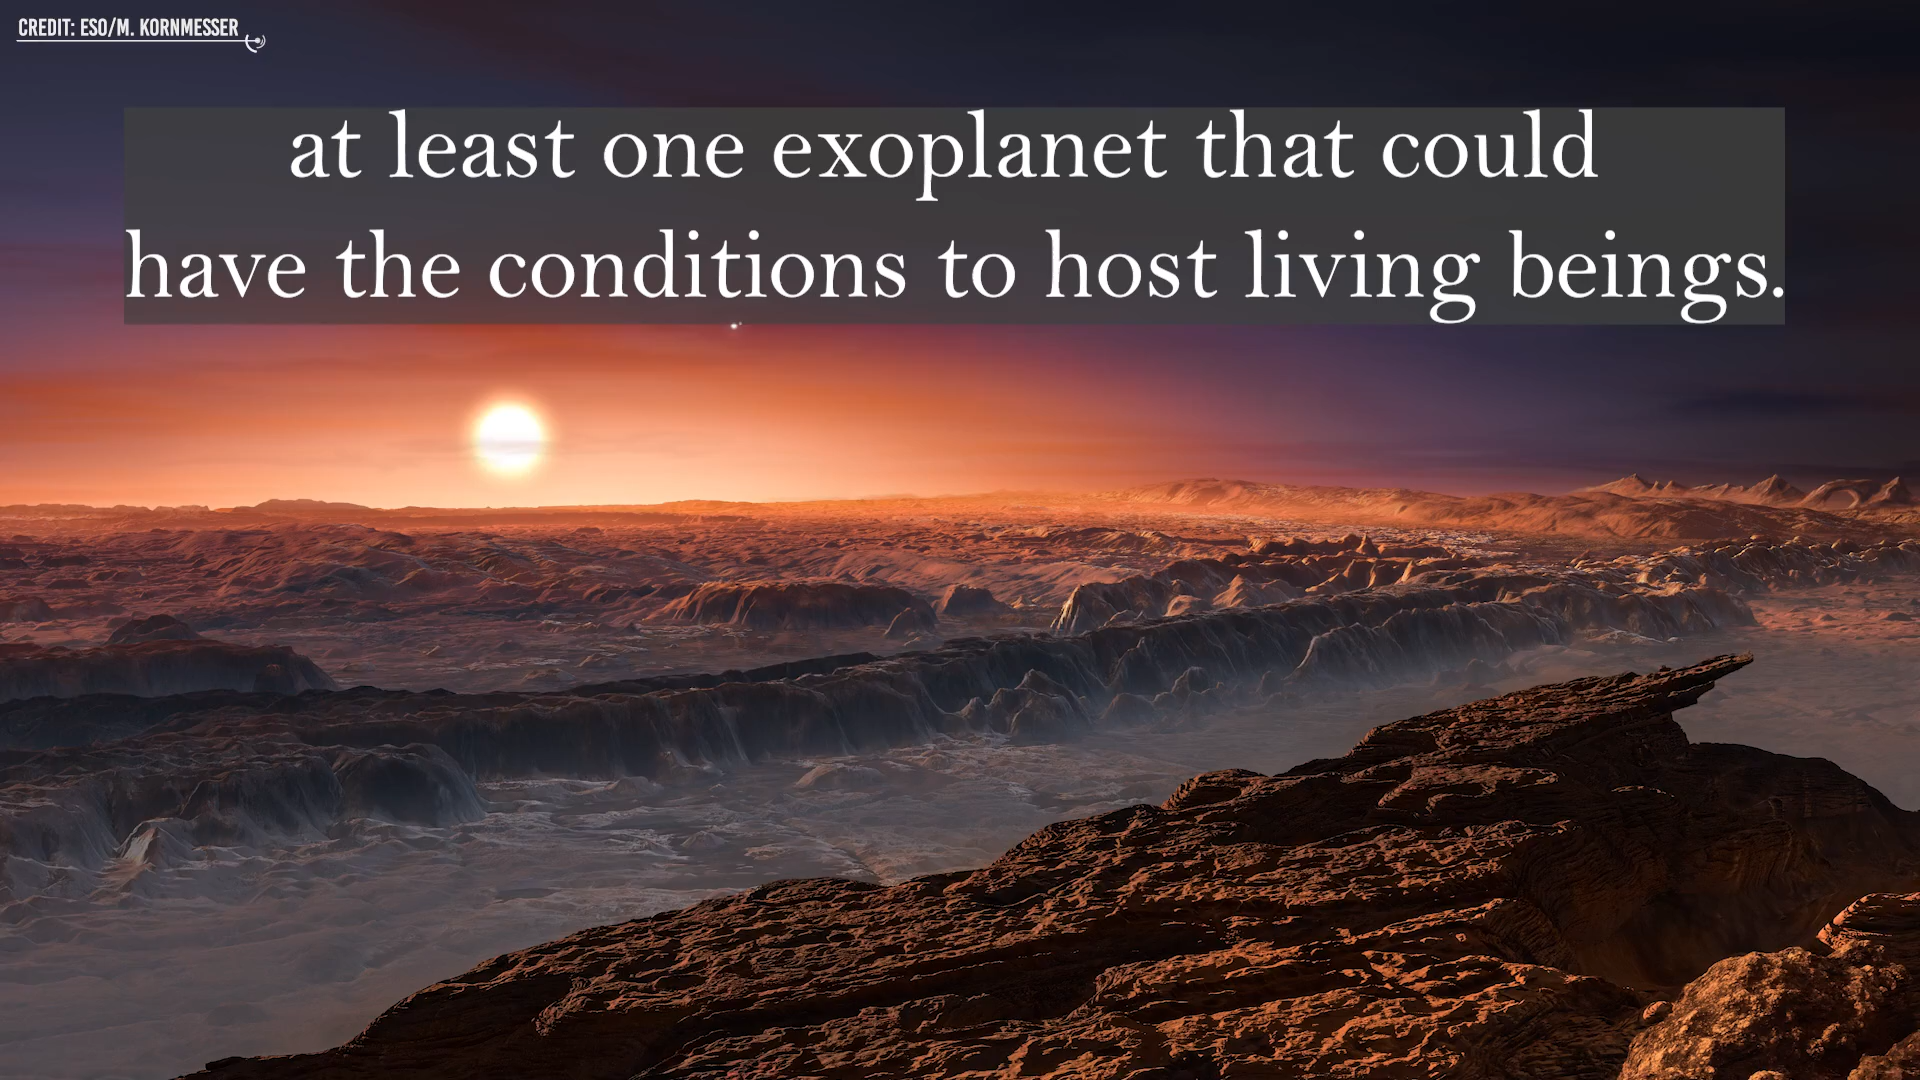 CREDIT: ESO/M. KORNMESSER
at least one exoplanet that could
have the conditions to host living beings.